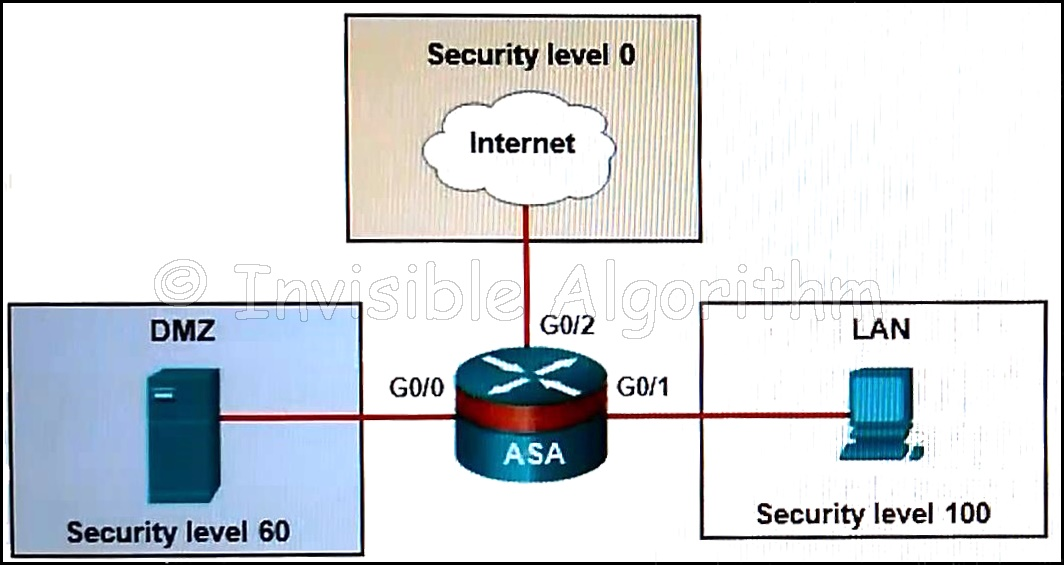 Security level 0
Internet
© Invisible Algorithm
G0/2
DMZ
LAN
G0/0
G0/1
ASA
Security level 60
Security level 100